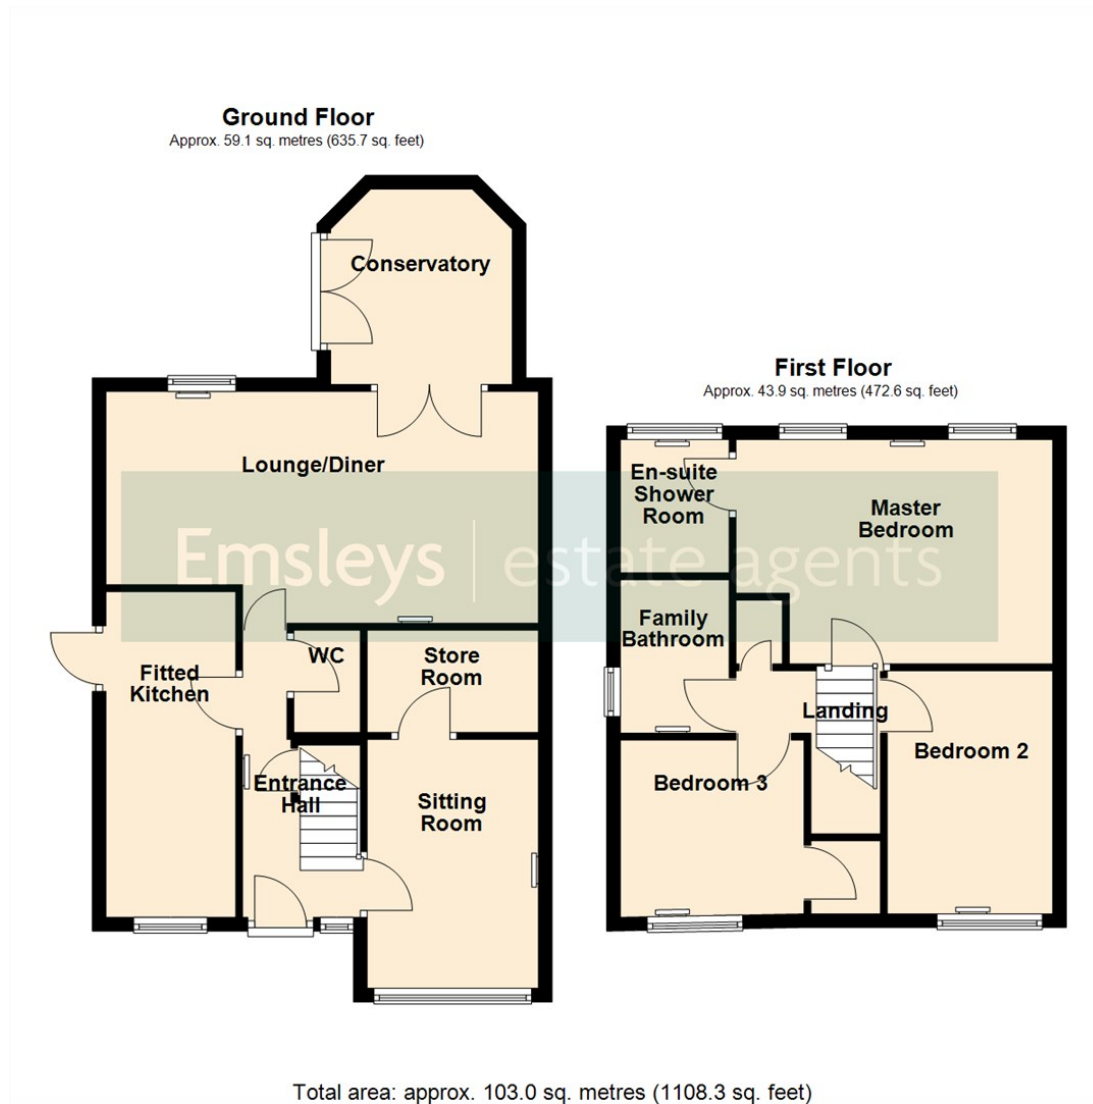 Ground Floor
Approx. 59.1 sq. metres (635.7 sq. feet)
Conservatory
Lounge/Diner
Fitted
Kitchen
WC
Store
Room
Entrance
Hall
Sitting
Room
First Floor
Approx. 43.9 sq. metres (472.6 sq. feet)
En-suite
Shower
Room
Master
Bedroom
Family
Bathroom
Landing
Bedroom 2
Bedroom 3
Emsleys | estate agents
Total area: approx. 103.0 sq. metres (1108.3 sq. feet)